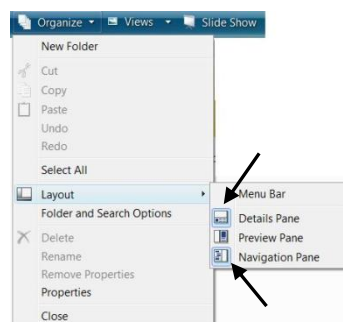 Organize Views Slide Show
New Folder
Cut
Copy
Paste
Undo
Redo
Select All
Layout
Menu Bar
Folder and Search Options
Details Pane
Preview Pane
Delete
Navigation Pane
Rename
Remove Properties
Properties
Close